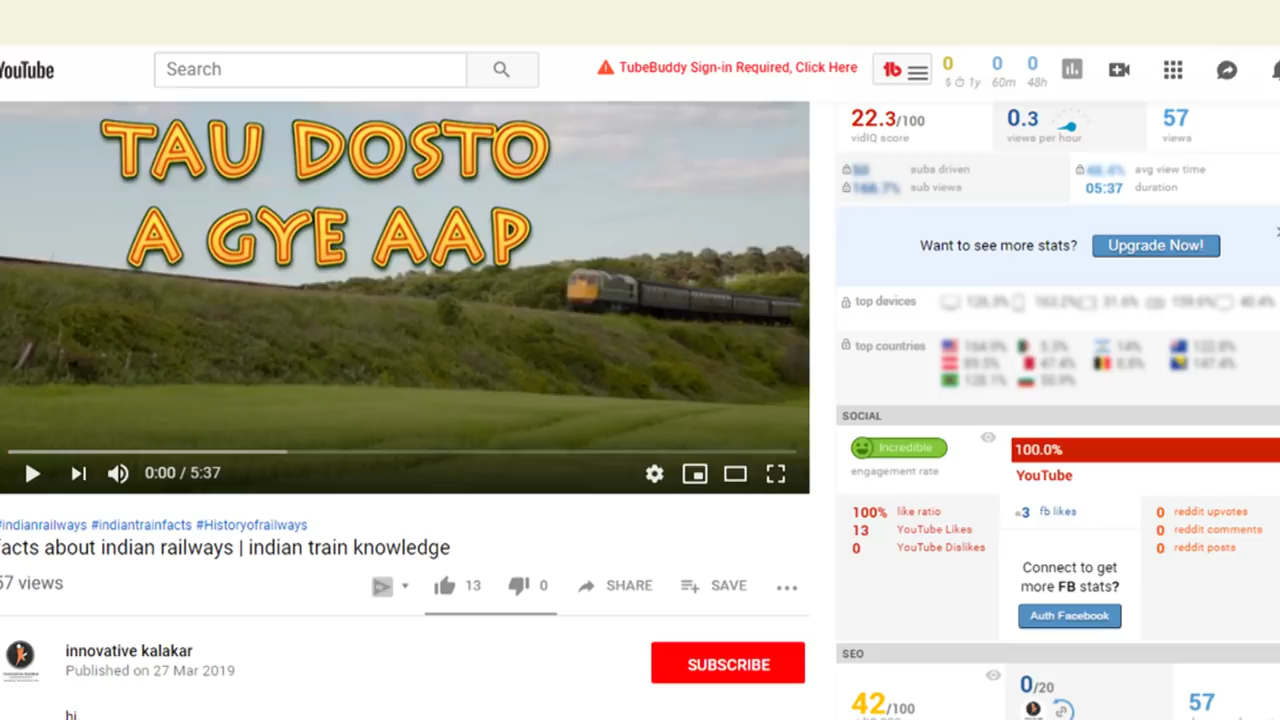 YouTube
Search
TubeBuddy Sign-in Required, Click Here
0 0 0
$ 1y 60m 48h
TAU DOSTO
A GYE AAP
0:00 / 5:37
#indianrailways #indiantrainfacts #Historyofrailways
facts about indian railways | indian train knowledge
57 views
13
0
SHARE
SAVE
innovative kalakar
Published on 27 Mar 2019
SUBSCRIBE
hi,
22.3/100
vidIQ score
0.3
views per hour
57
views
subs driven
sub views
avg view time
05:37 duration
Want to see more stats?
Upgrade Now!
top devices
top countries
SOCIAL
Incredible
engagement rate
100.0%
YouTube
100% like ratio
13 YouTube Likes
0 YouTube Dislikes
-3 fb likes
Connect to get
more FB stats?
Auth Facebook
0 reddit upvotes
0 reddit comments
0 reddit posts
SEO
42/100
0/20
57